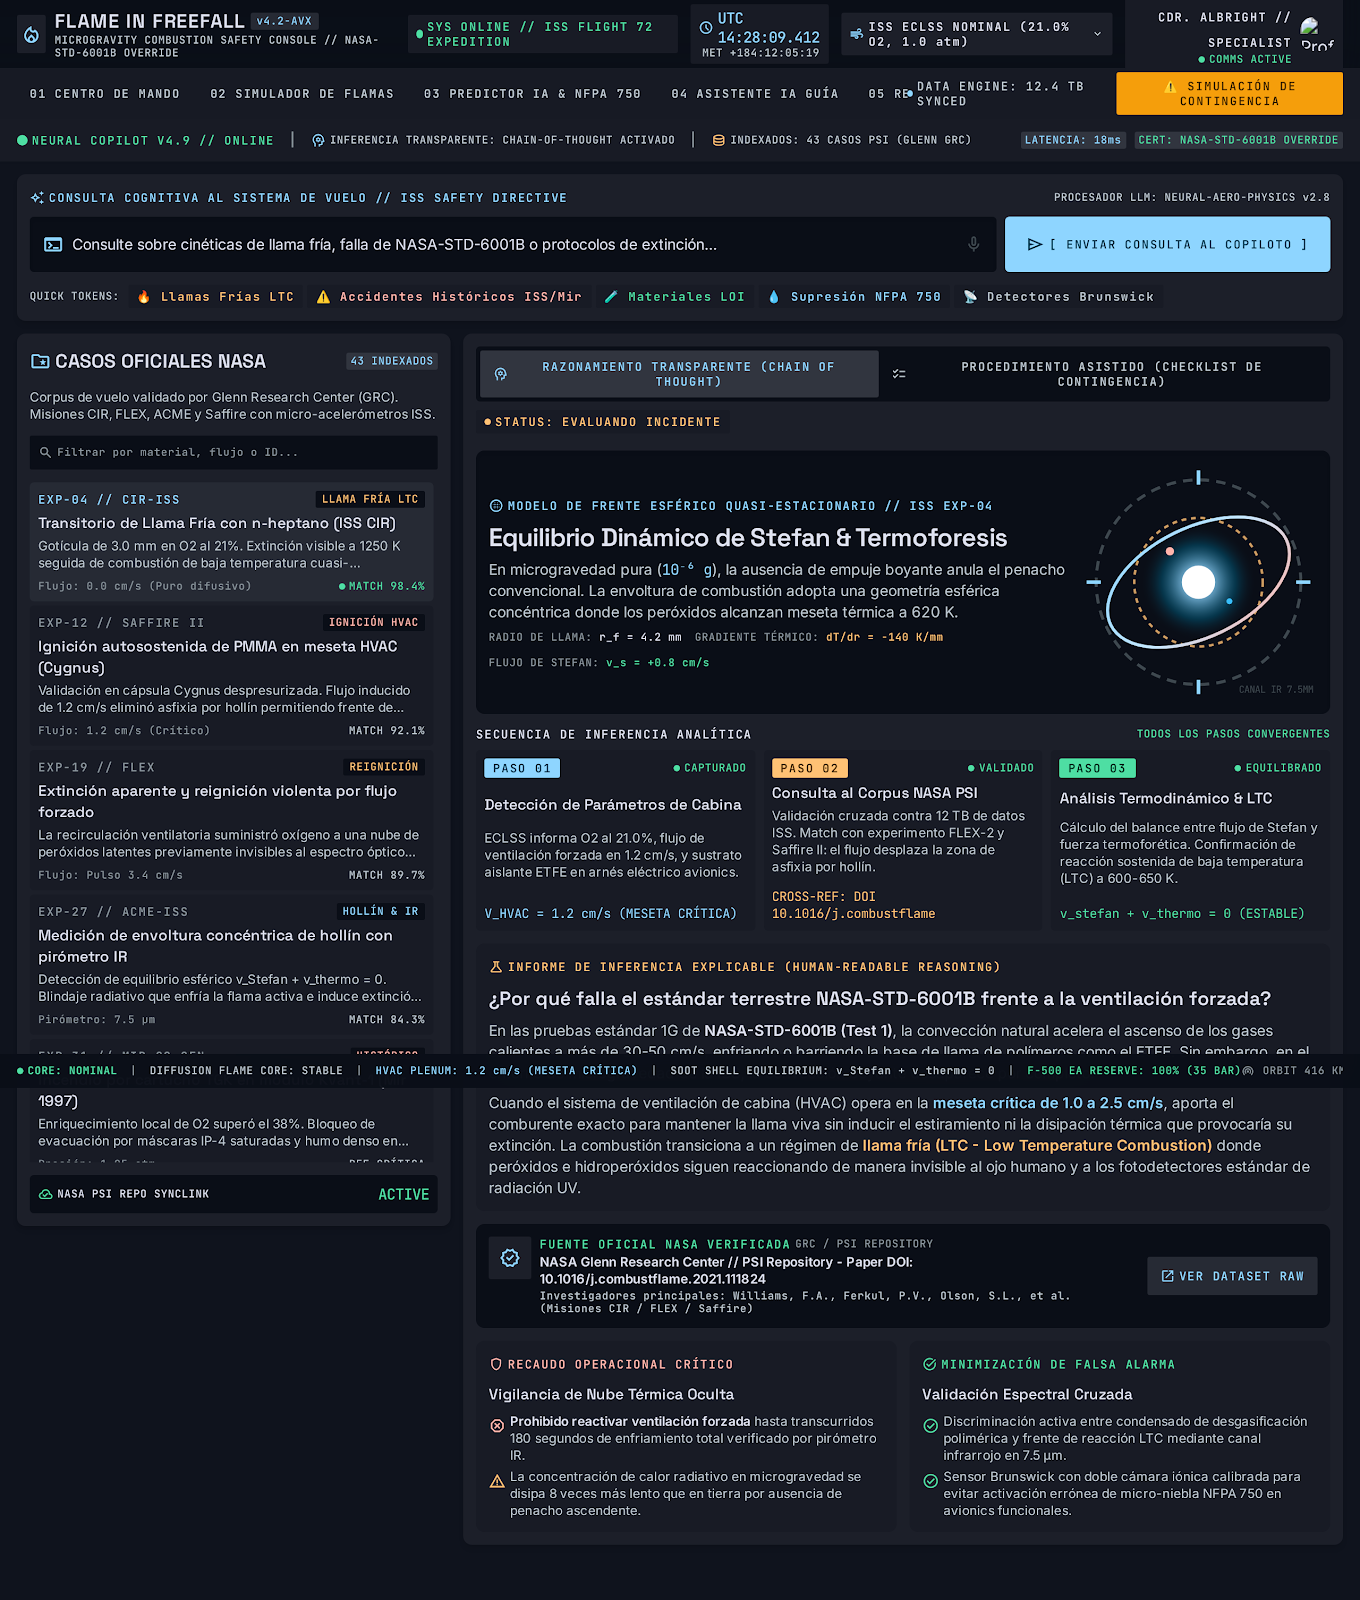 FLAME IN FREEFALL v4.2-AVX
MICROGRAVITY COMBUSTION SAFETY CONSOLE // NASA-
STD-6001B OVERRIDE
SYS ONLINE // ISS FLIGHT 72
EXPEDITION
UTC
14:28:09.412
MET +184:12:05:19
ISS ECLSS NOMINAL (21.0%
O2, 1.0 atm)
CDR. ALBRIGHT //
SPECIALIST
COMMS ACTIVE
Prof
01 CENTRO DE MANDO
02 SIMULADOR DE FLAMAS
03 PREDICTOR IA & NFPA 750
04 ASISTENTE IA GUÍA
05 RE
DATA ENGINE: 12.4 TB
SYNCED
⚠️ SIMULACIÓN DE
CONTINGENCIA
NEURAL COPILOT V4.9 // ONLINE
INFERENCIA TRANSPARENTE: CHAIN-OF-THOUGHT ACTIVADO
INDEXADOS: 43 CASOS PSI (GLENN GRC)
LATENCIA: 18ms
CERT: NASA-STD-6001B OVERRIDE
CONSULTA COGNITIVA AL SISTEMA DE VUELO // ISS SAFETY DIRECTIVE
PROCESADOR LLM: NEURAL-AERO-PHYSICS v2.8
Consulte sobre cinéticas de llama fría, falla de NASA-STD-6001B o protocolos de extinción...
[ ENVIAR CONSULTA AL COPILOTO ]
QUICK TOKENS:
🔥 Llamas Frías LTC
⚠️ Accidentes Históricos ISS/Mir
🧪 Materiales LOI
💧 Supresión NFPA 750
📡 Detectores Brunswick
CASOS OFICIALES NASA
43 INDEXADOS
Corpus de vuelo validado por Glenn Research Center (GRC).
Misiones CIR, FLEX, ACME y Saffire con micro-acelerómetros ISS.
Filtrar por material, flujo o ID...
EXP-04 // CIR-ISS
LLAMA FRÍA LTC
Transitorio de Llama Fría con n-heptano (ISS CIR)
Gotícula de 3.0 mm en O2 al 21%. Extinción visible a 1250 K
seguida de combustión de baja temperatura cuasi-...
Flujo: 0.0 cm/s (Puro difusivo)
MATCH 98.4%
EXP-12 // SAFFIRE II
IGNICIÓN HVAC
Ignición autosostenida de PMMA en meseta HVAC
(Cygnus)
Validación en cápsula Cygnus despresurizada. Flujo inducido
de 1.2 cm/s eliminó asfixia por hollín permitiendo frente de...
Flujo: 1.2 cm/s (Crítico)
MATCH 92.1%
EXP-19 // FLEX
REIGNICIÓN
Extinción aparente y reignición violenta por flujo
forzado
La recirculación ventilatoria suministró oxígeno a una nube de
peróxidos latentes previamente invisibles al espectro óptico...
Flujo: Pulso 3.4 cm/s
MATCH 89.7%
EXP-27 // ACME-ISS
HOLLÍN & IR
Medición de envoltura concéntrica de hollín con
pirómetro IR
Detección de equilibrio esférico v_Stefan + v_thermo = 0.
Blindaje radiativo que enfría la flama activa e induce extinció...
Pirómetro: 7.5 µm
MATCH 84.3%
1997)
Enriquecimiento local de O2 superó el 38%. Bloqueo de
evacuación por máscaras IP-4 saturadas y humo denso en...
NASA PSI REPO SYNCLINK
ACTIVE
RAZONAMIENTO TRANSPARENTE (CHAIN OF
THOUGHT)
PROCEDIMIENTO ASISTIDO (CHECKLIST DE
CONTINGENCIA)
STATUS: EVALUANDO INCIDENTE
MODELO DE FRENTE ESFÉRICO QUASI-ESTACIONARIO // ISS EXP-04
Equilibrio Dinámico de Stefan & Termoforesis
En microgravedad pura (10⁻⁶ g), la ausencia de empuje boyante anula el penacho
convencional. La envoltura de combustión adopta una geometría esférica
concéntrica donde los peróxidos alcanzan meseta térmica a 620 K.
RADIO DE LLAMA: r_f = 4.2 mm
GRADIENTE TÉRMICO: dT/dr = -140 K/mm
FLUJO DE STEFAN: v_s = +0.8 cm/s
CANAL IR 7.5MM
SECUENCIA DE INFERENCIA ANALÍTICA
TODOS LOS PASOS CONVERGENTES
PASO 01
CAPTURADO
Detección de Parámetros de Cabina
ECLSS informa O2 al 21.0%, flujo de
ventilación forzada en 1.2 cm/s, y sustrato
aislante ETFE en arnés eléctrico avionics.
V_HVAC = 1.2 cm/s (MESETA CRÍTICA)
PASO 02
VALIDADO
Consulta al Corpus NASA PSI
Validación cruzada contra 12 TB de datos
ISS. Match con experimento FLEX-2 y
Saffire II: el flujo desplaza la zona de
asfixia por hollín.
CROSS-REF: DOI
10.1016/j.combustflame
PASO 03
EQUILIBRADO
Análisis Termodinámico & LTC
Cálculo del balance entre flujo de Stefan y
fuerza termoforética. Confirmación de
reacción sostenida de baja temperatura
(LTC) a 600-650 K.
v_stefan + v_thermo = 0 (ESTABLE)
INFORME DE INFERENCIA EXPLICABLE (HUMAN-READABLE REASONING)
¿Por qué falla el estándar terrestre NASA-STD-6001B frente a la ventilación forzada?
En las pruebas estándar 1G de NASA-STD-6001B (Test 1), la convección natural acelera el ascenso de los gases
calientes a más de 30-50 cm/s, enfriando o barriendo la base de llama de polímeros como el ETFE. Sin embargo, en el
CORE: NOMINAL | DIFFUSION FLAME CORE: STABLE | HVAC PLENUM: 1.2 cm/s (MESETA CRÍTICA) | SOOT SHELL EQUILIBRIUM: v_Stefan + v_thermo = 0 | F-500 EA RESERVE: 100% (35 BAR)
ORBIT 416 KM
Cuando el sistema de ventilación de cabina (HVAC) opera en la meseta crítica de 1.0 a 2.5 cm/s, aporta el
comburente exacto para mantener la llama viva sin inducir el estiramiento ni la disipación térmica que provocaría su
extinción. La combustión transiciona a un régimen de llama fría (LTC - Low Temperature Combustion) donde
peróxidos e hidroperóxidos siguen reaccionando de manera invisible al ojo humano y a los fotodetectores estándar de
radiación UV.
FUENTE OFICIAL NASA VERIFICADA GRC / PSI REPOSITORY
NASA Glenn Research Center // PSI Repository - Paper DOI:
10.1016/j.combustflame.2021.111824
Investigadores principales: Williams, F.A., Ferkul, P.V., Olson, S.L., et al.
(Misiones CIR / FLEX / Saffire)
VER DATASET RAW
RECAUDO OPERACIONAL CRÍTICO
Vigilancia de Nube Térmica Oculta
Prohibido reactivar ventilación forzada hasta transcurridos
180 segundos de enfriamiento total verificado por pirómetro
IR.
La concentración de calor radiativo en microgravedad se
disipa 8 veces más lento que en tierra por ausencia de
penacho ascendente.
MINIMIZACIÓN DE FALSA ALARMA
Validación Espectral Cruzada
Discriminación activa entre condensado de desgasificación
polimérica y frente de reacción LTC mediante canal
infrarrojo en 7.5 µm.
Sensor Brunswick con doble cámara iónica calibrada para
evitar activación errónea de micro-niebla NFPA 750 en
avionics funcionales.